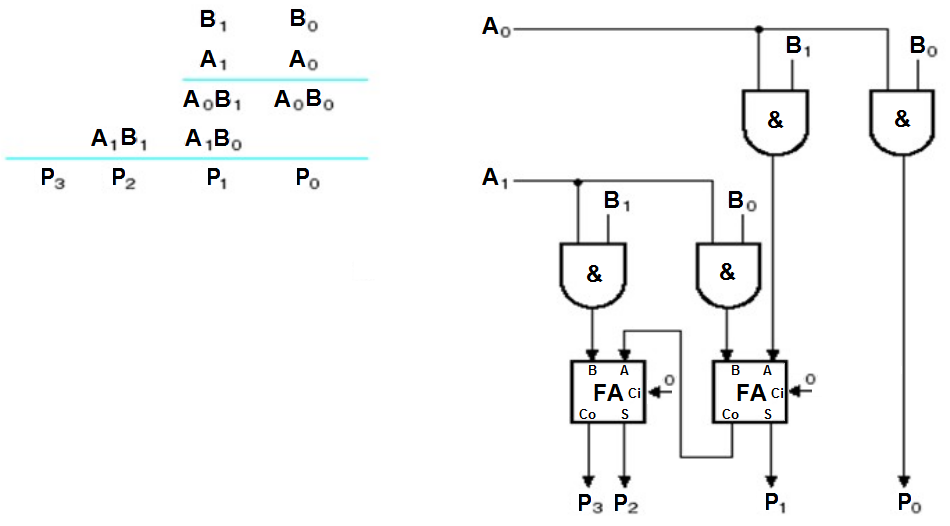 B₁ B₀
A₁ A₀
A₀B₁ A₀B₀
A₁B₁ A₁B₀
P₃ P₂ P₁ P₀
A₀
B₁ B₀
& &
A₁
B₁ B₀
& &
B A B A
FA Ci 0 FA Ci 0
Co S Co S
P₃ P₂ P₁ P₀